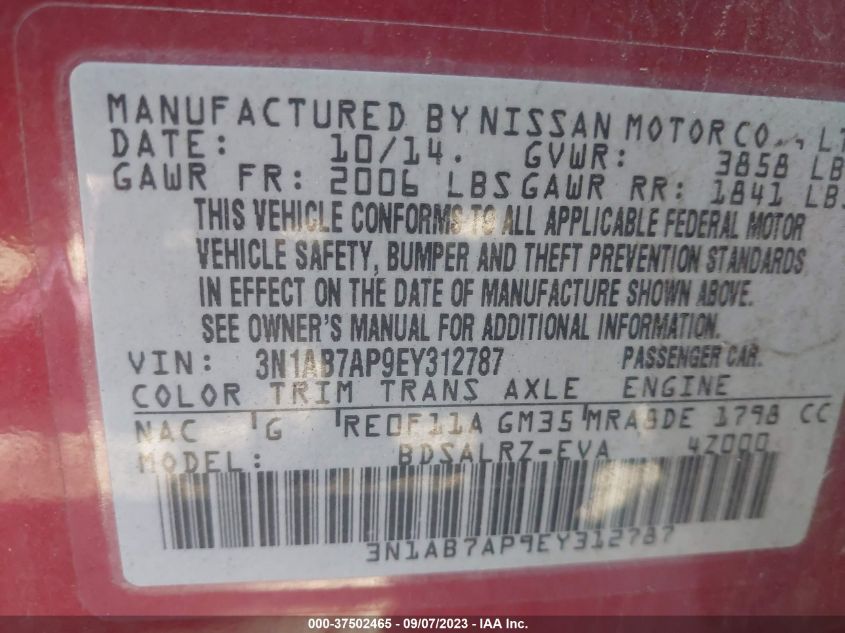 MANUFACTURED BY NISSAN MOTOR CO., LT
DATE: 10/14. GVWR: 3858 LB
GAWR FR: 2006 LBS GAWR RR: 1841 LBS
THIS VEHICLE CONFORMS TO ALL APPLICABLE FEDERAL MOTOR
VEHICLE SAFETY, BUMPER AND THEFT PREVENTION STANDARDS
IN EFFECT ON THE DATE OF MANUFACTURE SHOWN ABOVE.
SEE OWNER'S MANUAL FOR ADDITIONAL INFORMATION.
VIN: 3N1AB7AP9EY312787 PASSENGER CAR.
COLOR TRIM TRANS AXLE ENGINE
NAC G RE0F11A GM35 MRA8DE 1798 CC
MODEL: BDSALRZ-EVA 4Z000
3N1AB7AP9EY312787
000-37502465 - 09/07/2023 - IAA Inc.